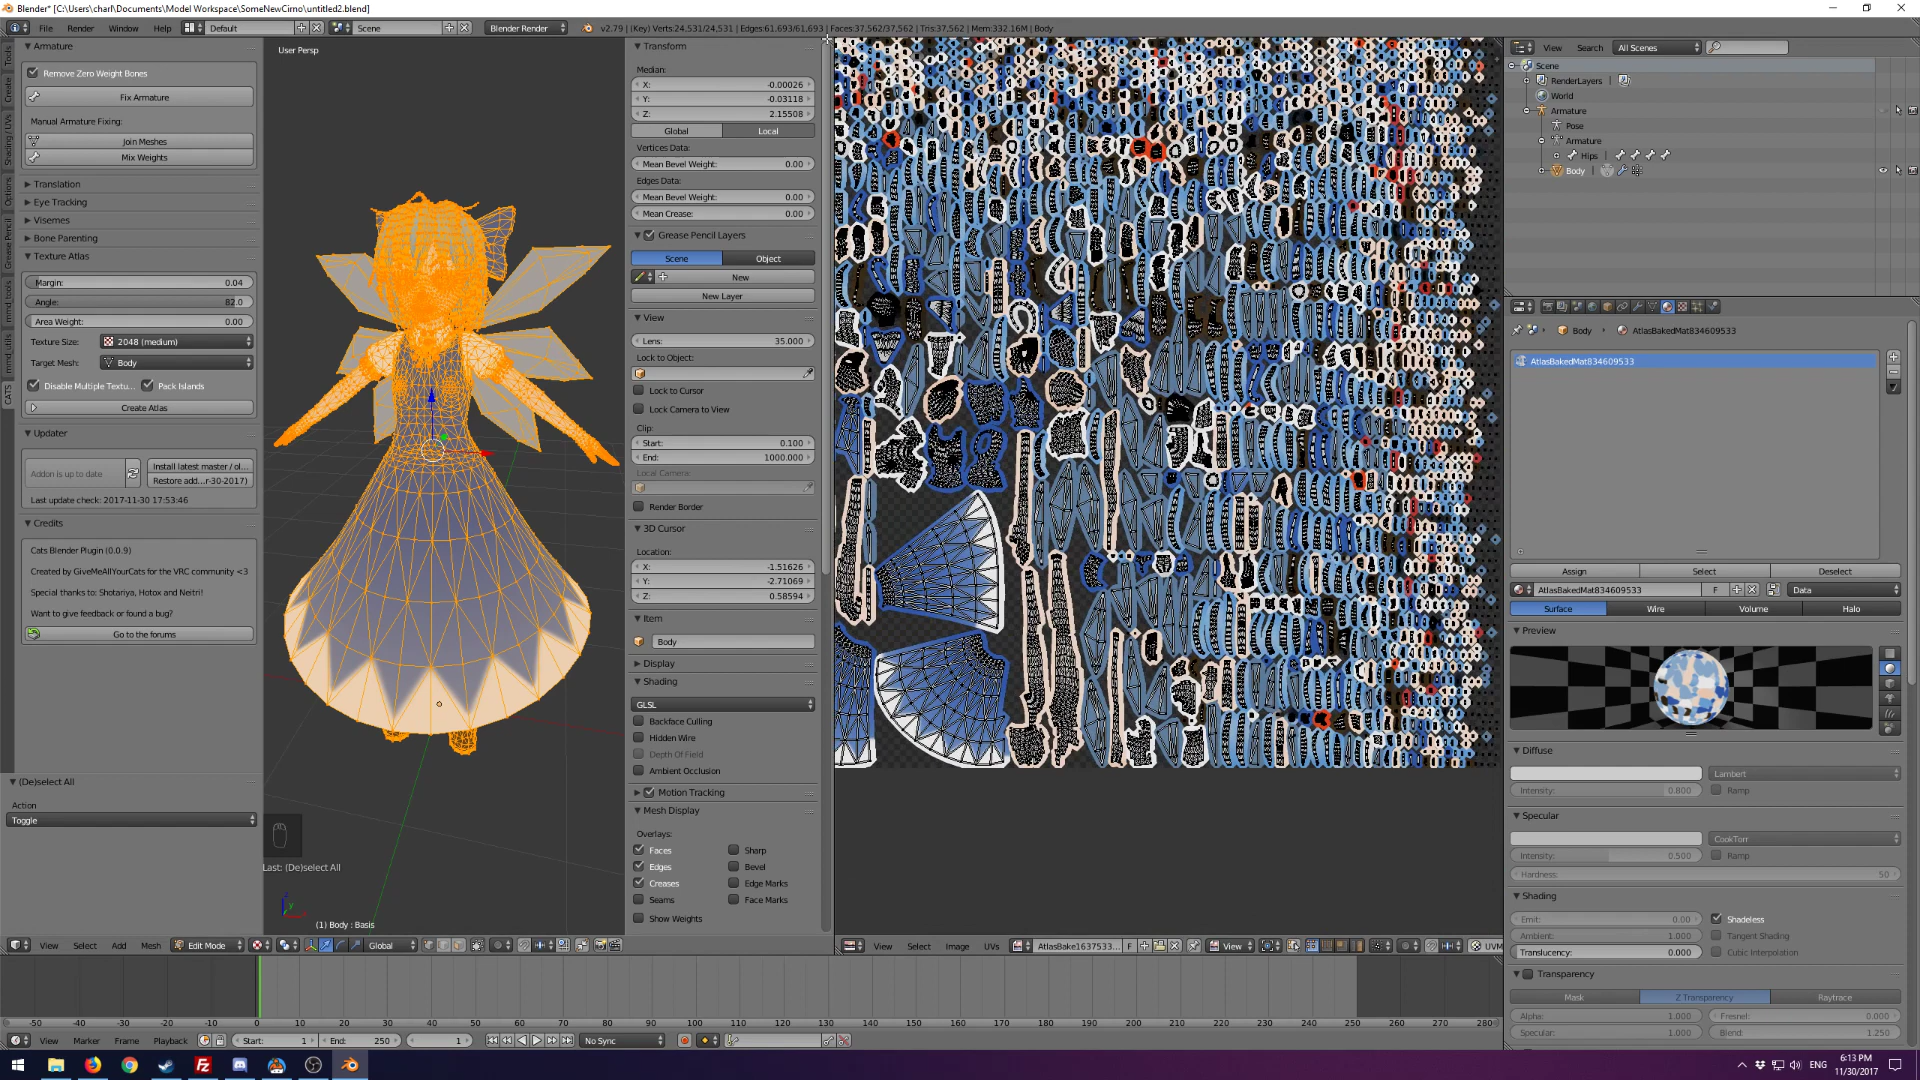 Blender* [C:\Users\charl\Documents\Model Workspace\SomeNewCimo\untitled2.blend]
File Render Window Help Default Scene Blender Render v2.79 | (Key) Verts:24,531/24,531 | Edges:61,693/61,693 | Faces:37,562/37,562 | Tris:37,562 | Mem:332.16M | Body
Tools
Create
Shading / UVs
Options
Grease Pencil
mmd_tools
mmd_utils
CATS
Armature
Remove Zero Weight Bones
Fix Armature
Manual Armature Fixing:
Join Meshes
Mix Weights
Translation
Eye Tracking
Visemes
Bone Parenting
Texture Atlas
Margin: 0.04
Angle: 82.0
Area Weight: 0.00
Texture Size: 2048 (medium)
Target Mesh: Body
Disable Multiple Textu... Pack Islands
Create Atlas
Updater
Addon is up to date
Install latest master / ol...
Restore add...r-30-2017)
Last update check: 2017-11-30 17:53:46
Credits
Cats Blender Plugin (0.0.9)
Created by GiveMeAllYourCats for the VRC community <3
Special thanks to: Shotariya, Hotox and Neitri!
Want to give feedback or found a bug?
Go to the forums
(De)select All
Action
Toggle
User Persp
Last: (De)select All
(1) Body : Basis
View Select Add Mesh Edit Mode Global
Transform
Median:
X: -0.00026
Y: -0.03118
Z: 2.15508
Global Local
Vertices Data:
Mean Bevel Weight: 0.00
Edges Data:
Mean Bevel Weight: 0.00
Mean Crease: 0.00
Grease Pencil Layers
Scene Object
New
New Layer
View
Lens: 35.000
Lock to Object:
Lock to Cursor
Lock Camera to View
Clip:
Start: 0.100
End: 1000.000
Local Camera:
Render Border
3D Cursor
Location:
X: -1.51626
Y: -2.71069
Z: 0.58594
Item
Body
Display
Shading
GLSL
Backface Culling
Hidden Wire
Depth Of Field
Ambient Occlusion
Motion Tracking
Mesh Display
Overlays:
Faces Sharp
Edges Bevel
Creases Edge Marks
Seams Face Marks
Show Weights
View Select Image UVs AtlasBake1637533... F View UVM
View Search All Scenes
Scene
RenderLayers |
World
Armature
Pose
Armature
Hips |
Body |
Body AtlasBakedMat834609533
AtlasBakedMat834609533
Assign Select Deselect
AtlasBakedMat834609533 F Data
Surface Wire Volume Halo
Preview
Diffuse
Lambert
Intensity: 0.800 Ramp
Specular
CookTorr
Intensity: 0.500 Ramp
Hardness: 50
Shading
Emit: 0.00 Shadeless
Ambient: 1.000 Tangent Shading
Translucency: 0.000 Cubic Interpolation
Transparency
Mask Z Transparency Raytrace
Alpha: 1.000 Fresnel: 0.000
Specular: 1.000 Blend: 1.250
-50 -40 -30 -20 -10 0 10 20 30 40 50 60 70 80 90 100 110 120 130 140 150 160 170 180 190 200 210 220 230 240 250 260 270 280
View Marker Frame Playback Start: 1 End: 250 1 No Sync
ENG 6:13 PM
11/30/2017